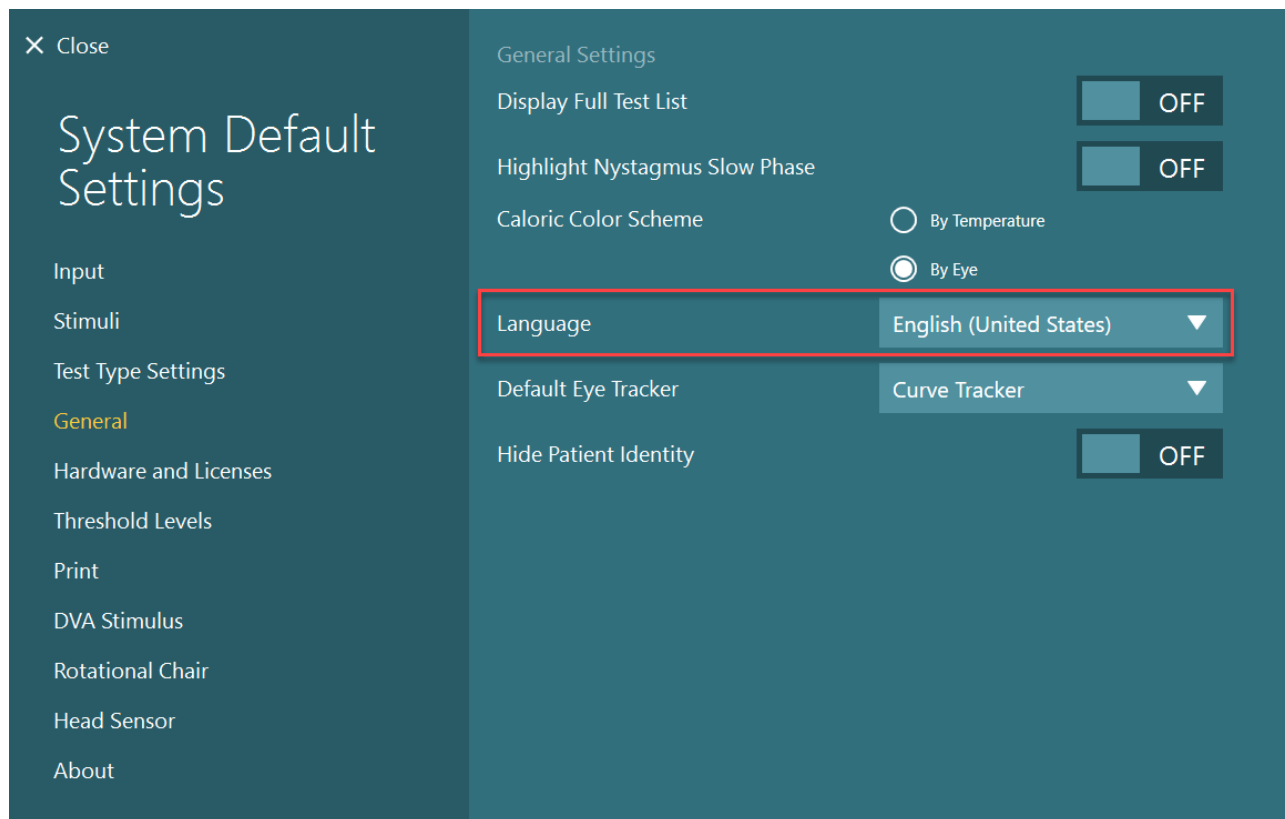 Close
System Default
Settings
Input
Stimuli
Test Type Settings
General
Hardware and Licenses
Threshold Levels
Print
DVA Stimulus
Rotational Chair
Head Sensor
About
General Settings
Display Full Test List OFF
Highlight Nystagmus Slow Phase OFF
Caloric Color Scheme By Temperature
By Eye
Language English (United States)
Default Eye Tracker Curve Tracker
Hide Patient Identity OFF